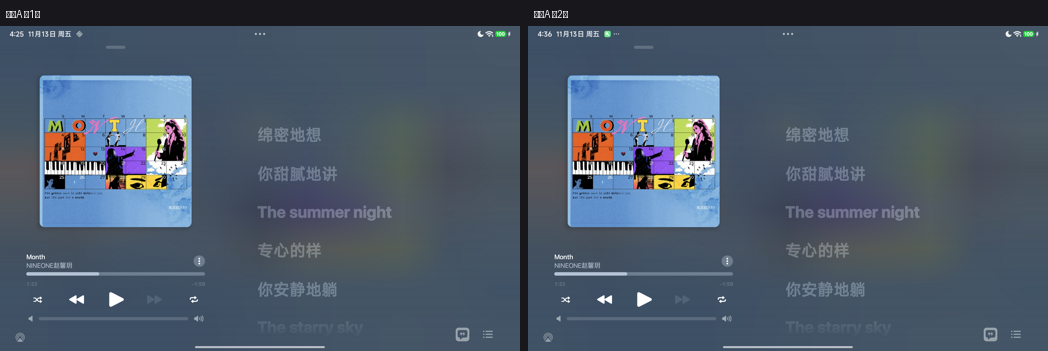 4:25 11月13日 周五
100
MONTH
绵密地想
你甜腻地讲
The summer night
专心的样
你安静地躺
The starry sky
Month
NINEONE赵馨玥
4:36 11月13日 周五
100
MONTH
绵密地想
你甜腻地讲
The summer night
专心的样
你安静地躺
The starry sky
Month
NINEONE赵馨玥